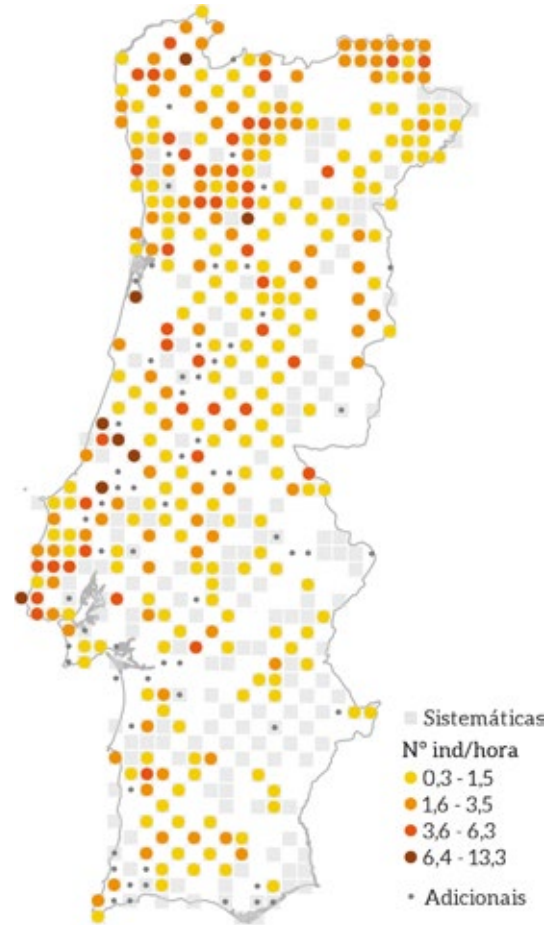 Sistemáticas
N° ind/hora
0,3 - 1,5
1,6 - 3,5
3,6 - 6,3
6,4 - 13,3
Adicionais